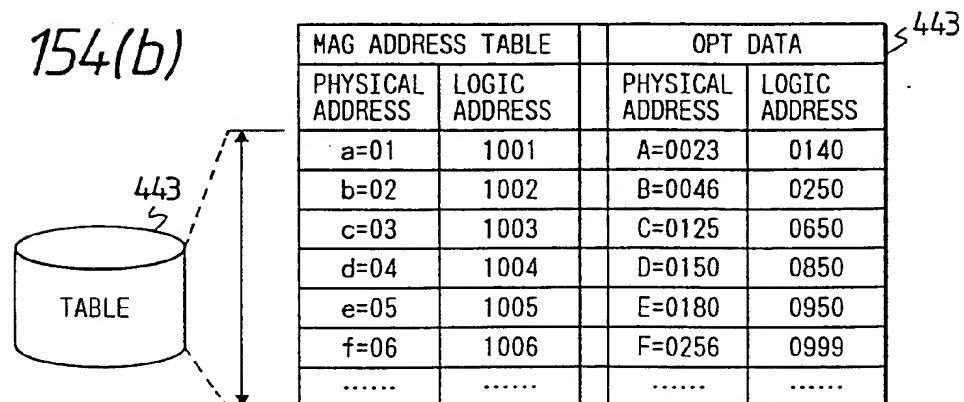 154(b)
443
443
TABLE
MAG ADDRESS TABLE OPT DATA
PHYSICAL ADDRESS LOGIC ADDRESS PHYSICAL ADDRESS LOGIC ADDRESS
a=01 1001 A=0023 0140
b=02 1002 B=0046 0250
c=03 1003 C=0125 0650
d=04 1004 D=0150 0850
e=05 1005 E=0180 0950
f=06 1006 F=0256 0999
...... ...... ...... ......